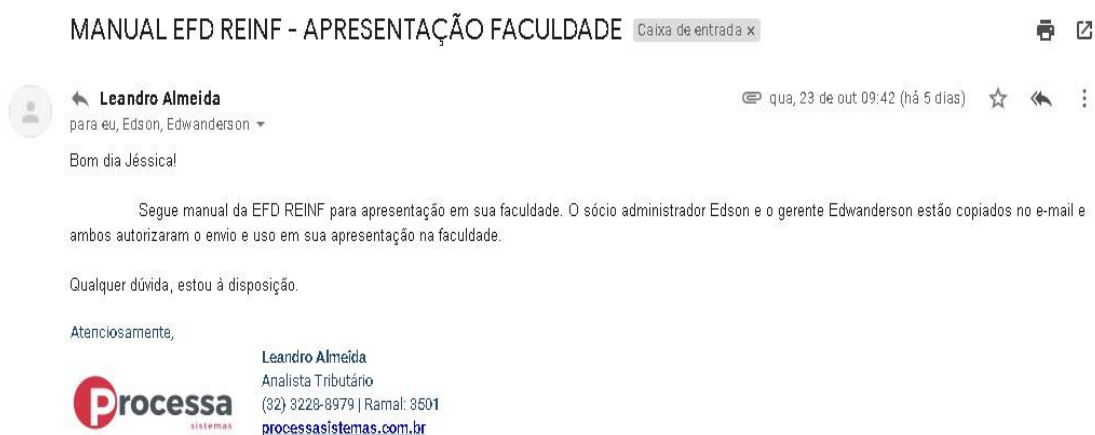 MANUAL EFD REINF - APRESENTAÇÃO FACULDADE Caixa de entrada x
Leandro Almeida
qua, 23 de out 09:42 (há 5 dias)
para eu, Edson, Edwanderson
Bom dia Jéssica!
Segue manual da EFD REINF para apresentação em sua faculdade. O sócio administrador Edson e o gerente Edwanderson estão copiados no e-mail e
ambos autorizaram o envio e uso em sua apresentação na faculdade.
Qualquer dúvida, estou à disposição.
Atenciosamente,
Processa
sistemas
Leandro Almeida
Analista Tributário
(32) 3228-8979 | Ramal: 3501
processasistemas.com.br